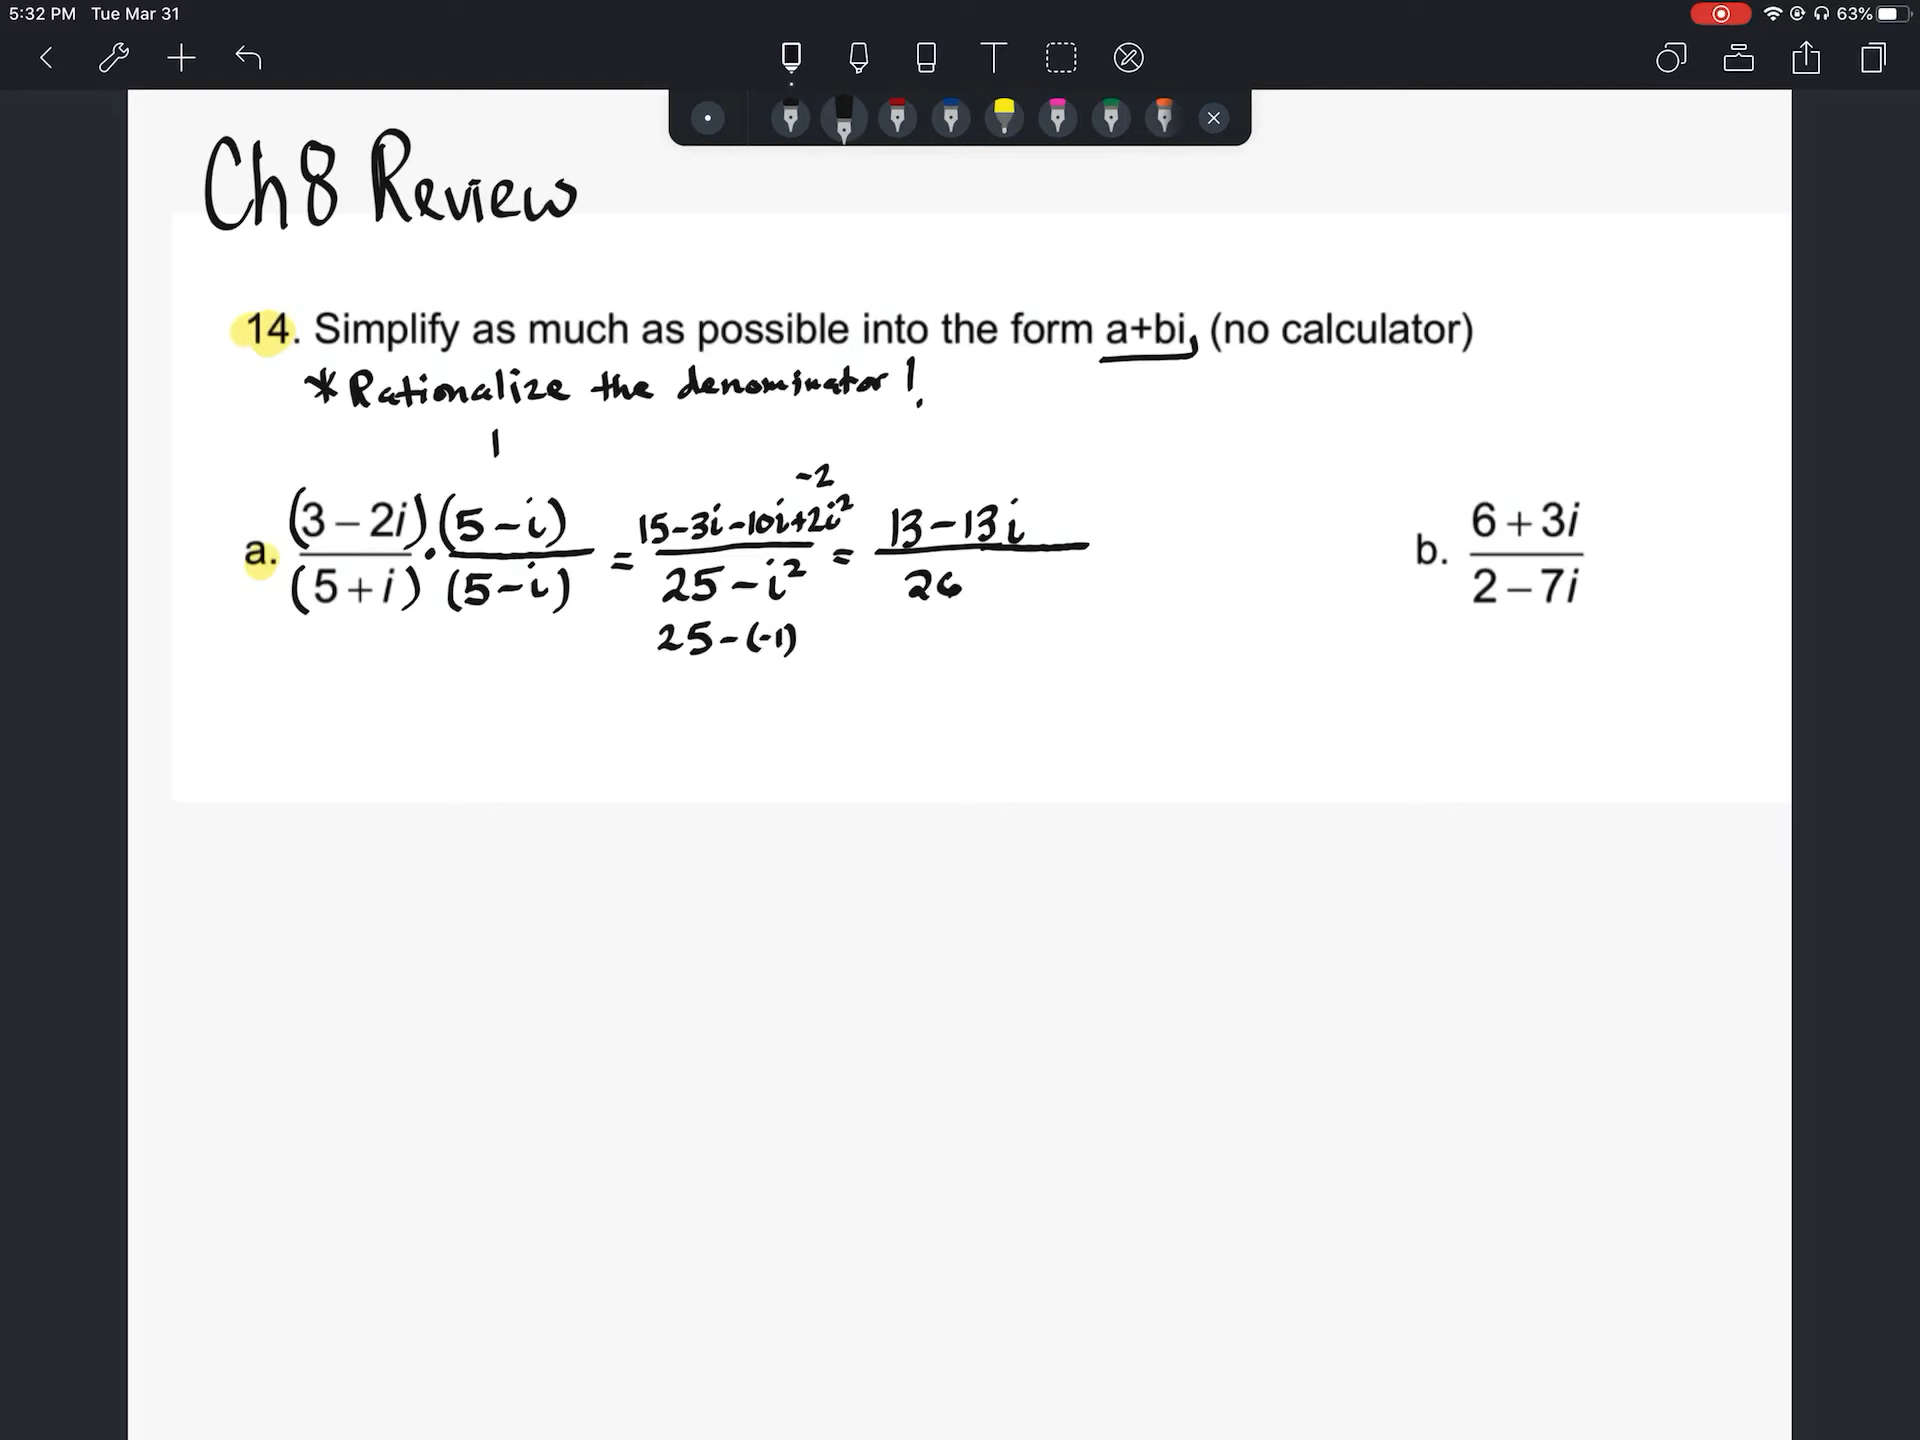 5:32 PM Tue Mar 31
63%
Ch 8 Review
14. Simplify as much as possible into the form a+bi, (no calculator)
* Rationalize the denominator!
1
-2
a. (3 – 2i) (5-i) = 15-3i-10i+2i² = 13-13i
(5 + i) · (5-i) 25-i² 26
25-(-1)
b. 6 + 3i
2 – 7i